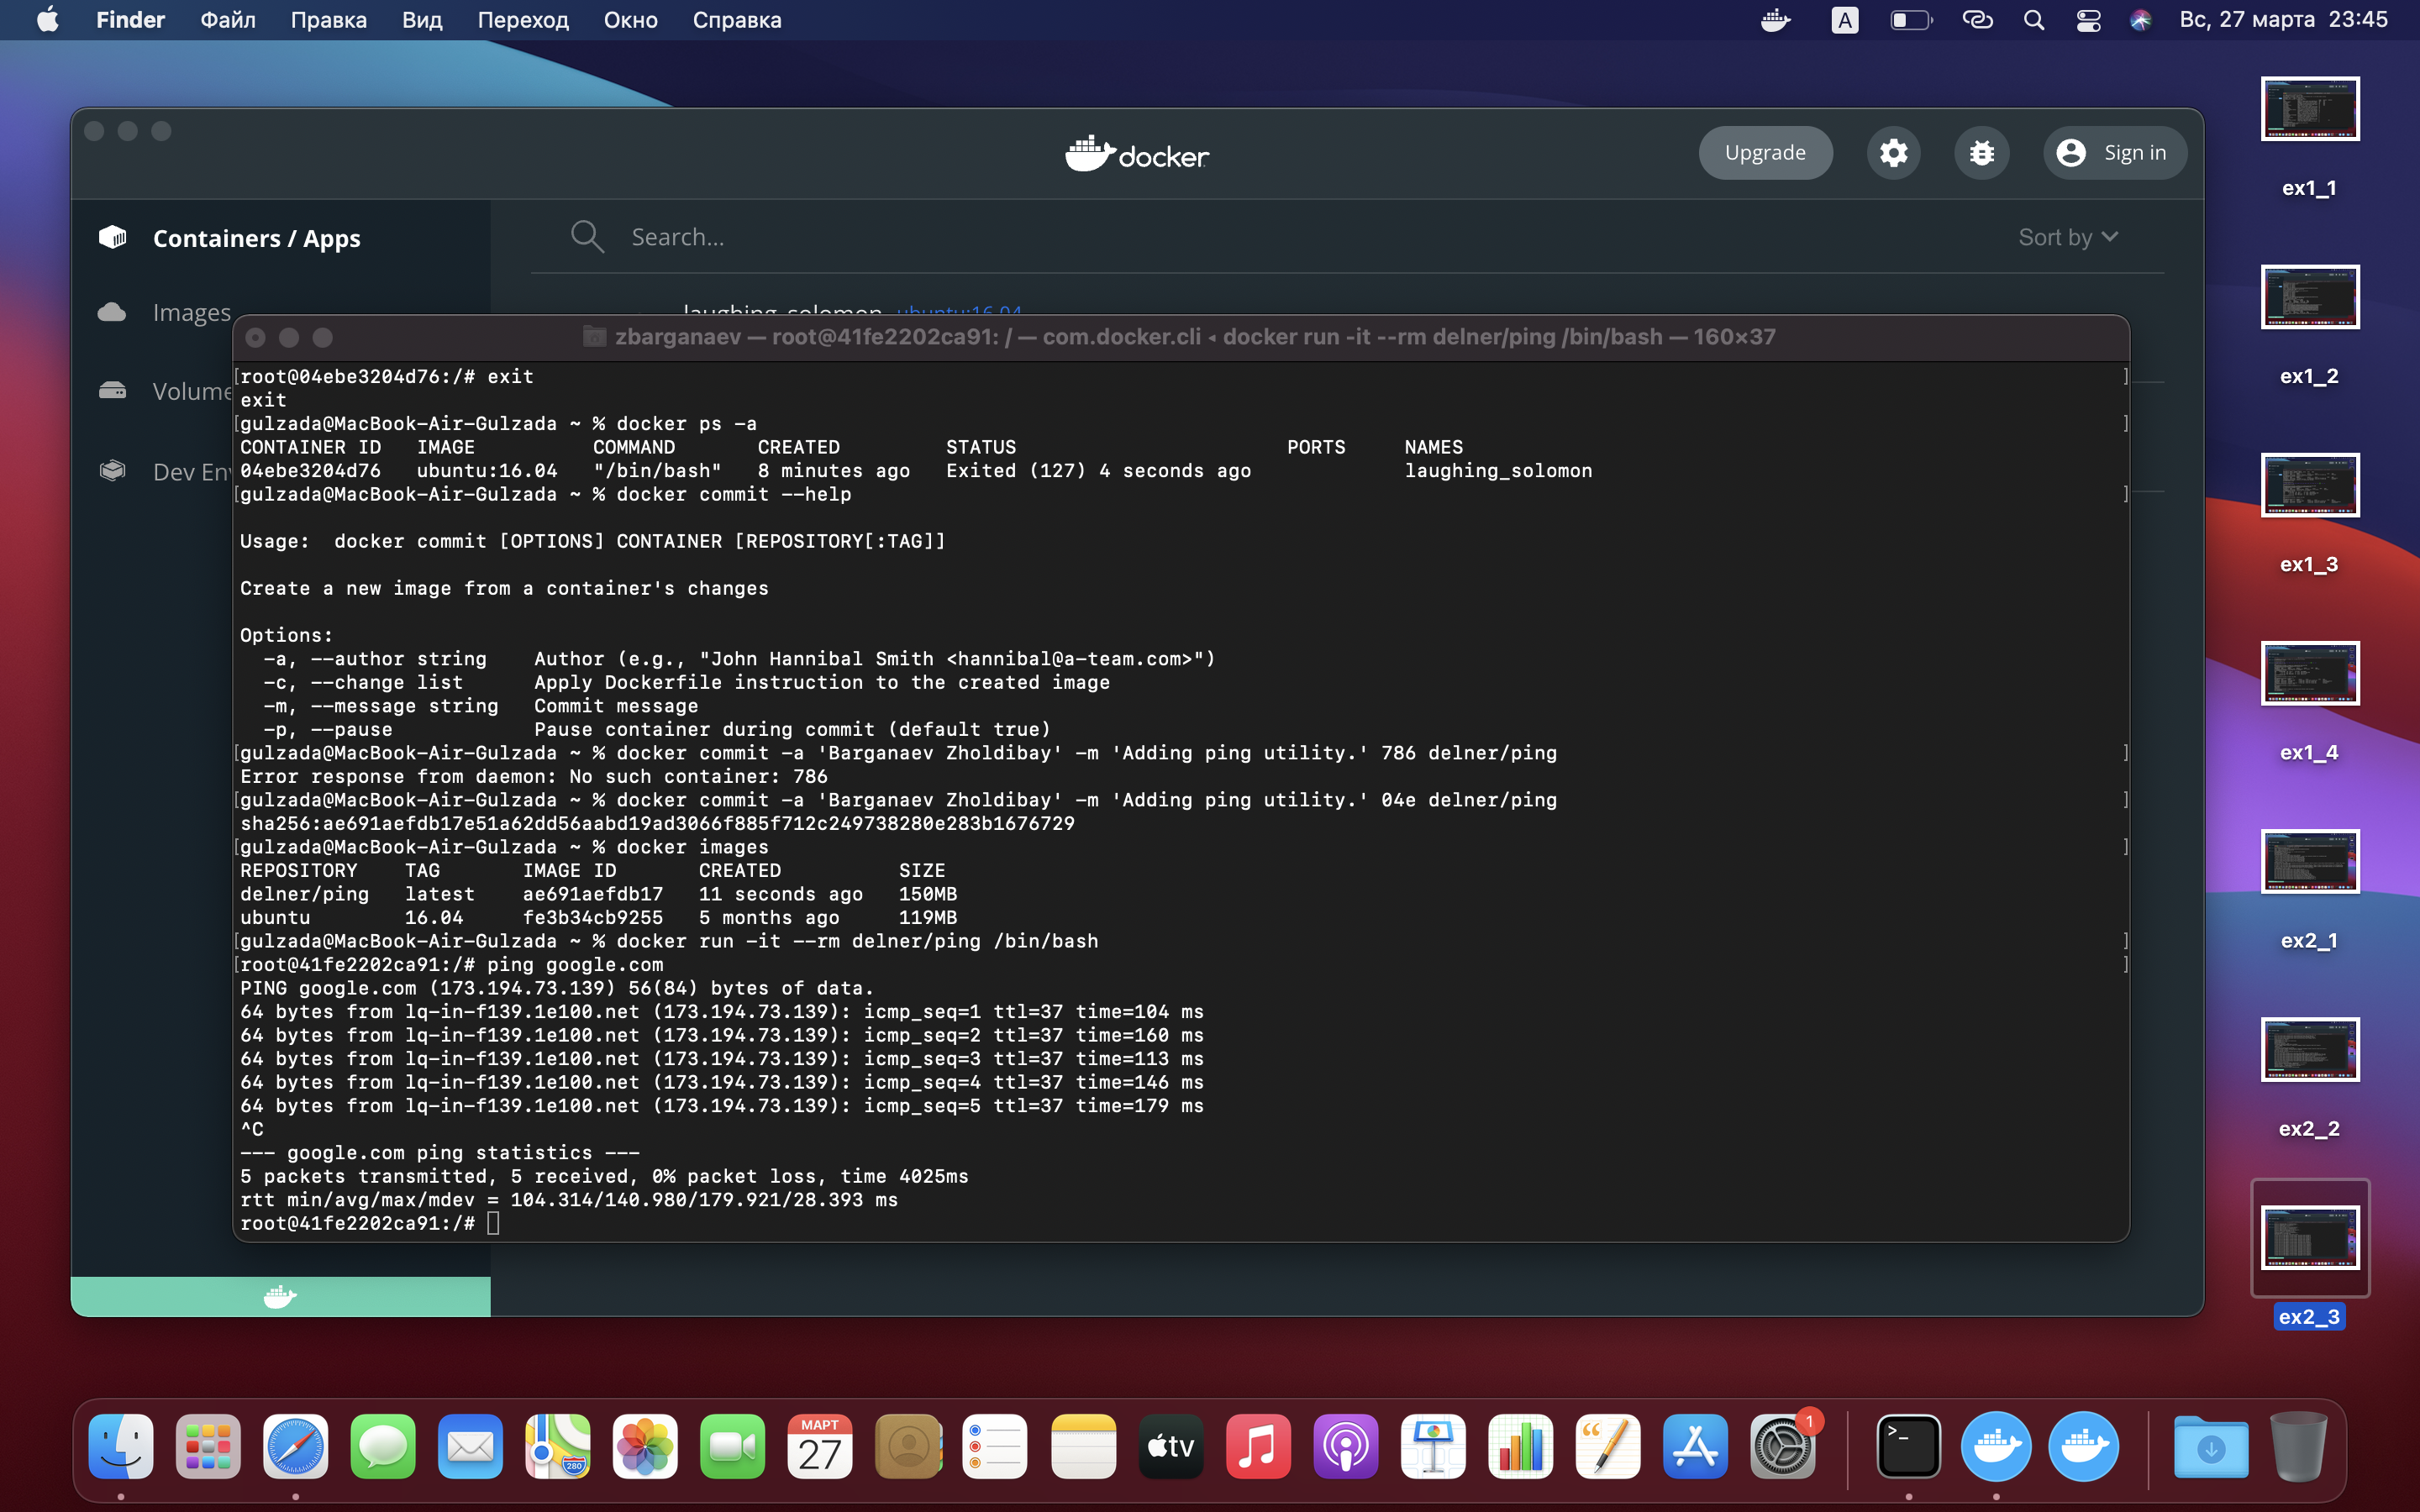 Finder Файл Правка Вид Переход Окно Справка A Вс, 27 марта 23:45
docker Upgrade Sign in
Containers / Apps
Search...
Sort by
Images
Volume
Dev En
laughing_solomon ubuntu:16.04
zbarganaev — root@41fe2202ca91: / — com.docker.cli ◂ docker run -it --rm delner/ping /bin/bash — 160×37
[root@04ebe3204d76:/# exit ]
exit
[gulzada@MacBook-Air-Gulzada ~ % docker ps -a ]
CONTAINER ID IMAGE COMMAND CREATED STATUS PORTS NAMES
04ebe3204d76 ubuntu:16.04 "/bin/bash" 8 minutes ago Exited (127) 4 seconds ago laughing_solomon
[gulzada@MacBook-Air-Gulzada ~ % docker commit --help ]
Usage: docker commit [OPTIONS] CONTAINER [REPOSITORY[:TAG]]
Create a new image from a container's changes
Options:
-a, --author string Author (e.g., "John Hannibal Smith <hannibal@a-team.com>")
-c, --change list Apply Dockerfile instruction to the created image
-m, --message string Commit message
-p, --pause Pause container during commit (default true)
[gulzada@MacBook-Air-Gulzada ~ % docker commit -a 'Barganaev Zholdibay' -m 'Adding ping utility.' 786 delner/ping ]
Error response from daemon: No such container: 786
[gulzada@MacBook-Air-Gulzada ~ % docker commit -a 'Barganaev Zholdibay' -m 'Adding ping utility.' 04e delner/ping ]
sha256:ae691aefdb17e51a62dd56aabd19ad3066f885f712c249738280e283b1676729
[gulzada@MacBook-Air-Gulzada ~ % docker images ]
REPOSITORY TAG IMAGE ID CREATED SIZE
delner/ping latest ae691aefdb17 11 seconds ago 150MB
ubuntu 16.04 fe3b34cb9255 5 months ago 119MB
[gulzada@MacBook-Air-Gulzada ~ % docker run -it --rm delner/ping /bin/bash ]
[root@41fe2202ca91:/# ping google.com ]
PING google.com (173.194.73.139) 56(84) bytes of data.
64 bytes from lq-in-f139.1e100.net (173.194.73.139): icmp_seq=1 ttl=37 time=104 ms
64 bytes from lq-in-f139.1e100.net (173.194.73.139): icmp_seq=2 ttl=37 time=160 ms
64 bytes from lq-in-f139.1e100.net (173.194.73.139): icmp_seq=3 ttl=37 time=113 ms
64 bytes from lq-in-f139.1e100.net (173.194.73.139): icmp_seq=4 ttl=37 time=146 ms
64 bytes from lq-in-f139.1e100.net (173.194.73.139): icmp_seq=5 ttl=37 time=179 ms
^C
--- google.com ping statistics ---
5 packets transmitted, 5 received, 0% packet loss, time 4025ms
rtt min/avg/max/mdev = 104.314/140.980/179.921/28.393 ms
root@41fe2202ca91:/#
ex1_1
ex1_2
ex1_3
ex1_4
ex2_1
ex2_2
ex2_3
280
МАРТ
27
tv
1
>_